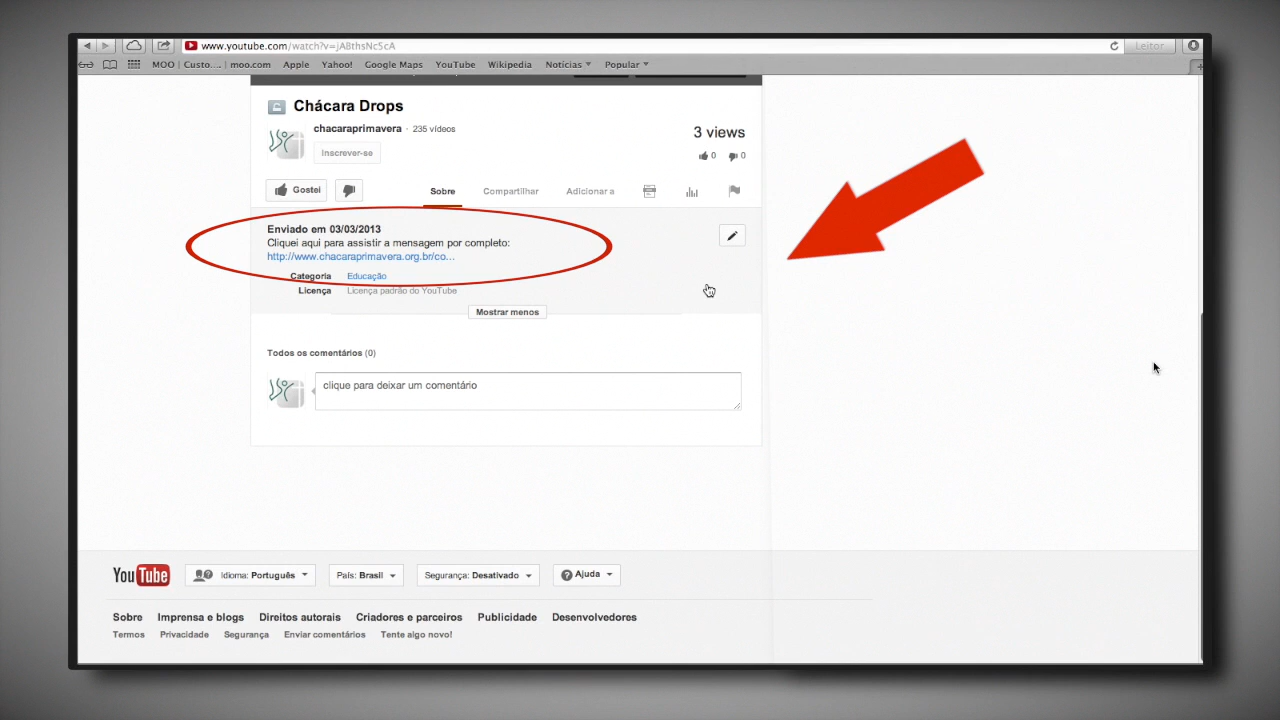 www.youtube.com/watch?v=jABthsNcScA
Leitor
MOO | Custo.... | moo.com Apple Yahoo! Google Maps YouTube Wikipedia Notícias Popular
Chácara Drops
chacaraprimavera · 235 vídeos
3 views
Inscrever-se
0 0
Gostei
Sobre Compartilhar Adicionar a
Enviado em 03/03/2013
Cliquei aqui para assistir a mensagem por completo:
http://www.chacaraprimavera.org.br/co...
Categoria Educação
Licença Licença padrão do YouTube
Mostrar menos
Todos os comentários (0)
clique para deixar um comentário
YouTube Idioma: Português País: Brasil Segurança: Desativado Ajuda
Sobre Imprensa e blogs Direitos autorais Criadores e parceiros Publicidade Desenvolvedores
Termos Privacidade Segurança Enviar comentários Tente algo novo!